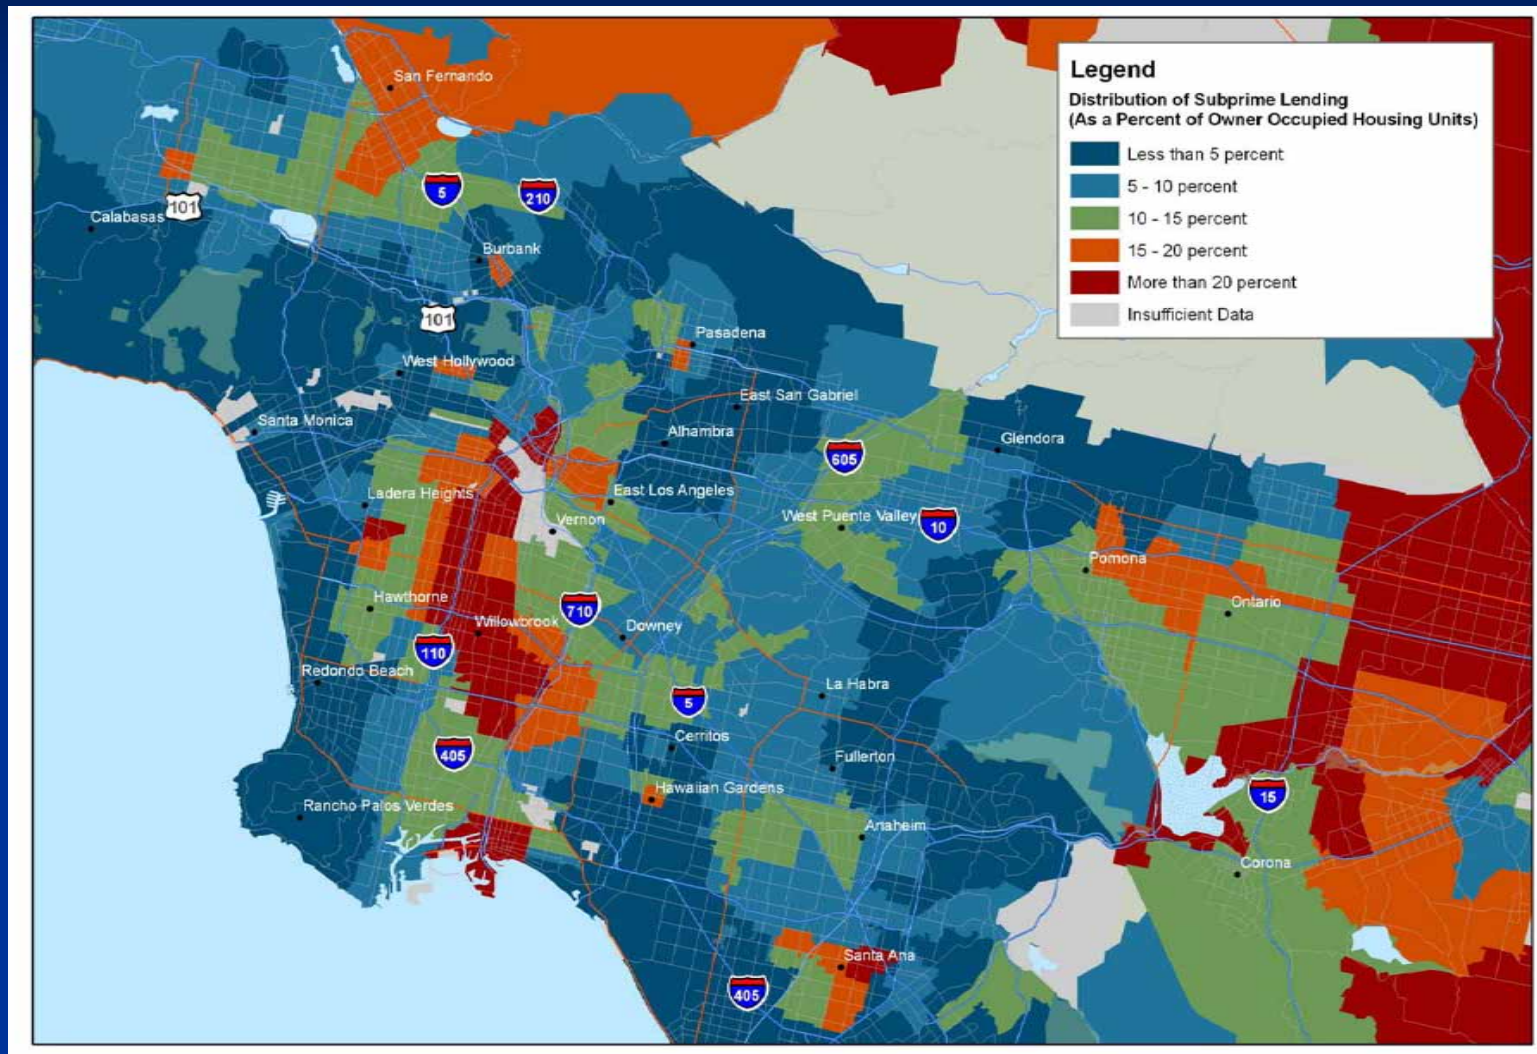 Legend
Distribution of Subprime Lending
(As a Percent of Owner Occupied Housing Units)
Less than 5 percent
5 - 10 percent
10 - 15 percent
15 - 20 percent
More than 20 percent
Insufficient Data
San Fernando
5
210
101
Calabasas
Burbank
101
Pasadena
West Hollywood
East San Gabriel
Santa Monica
Alhambra
Glendora
605
Ladera Heights
East Los Angeles
Vernon
West Puente Valley
10
Pomona
Hawthorne
710
Ontario
Willowbrook
Downey
110
Redondo Beach
La Habra
5
Cerritos
405
Fullerton
Hawaiian Gardens
15
Rancho Palos Verdes
Anaheim
Corona
Santa Ana
405